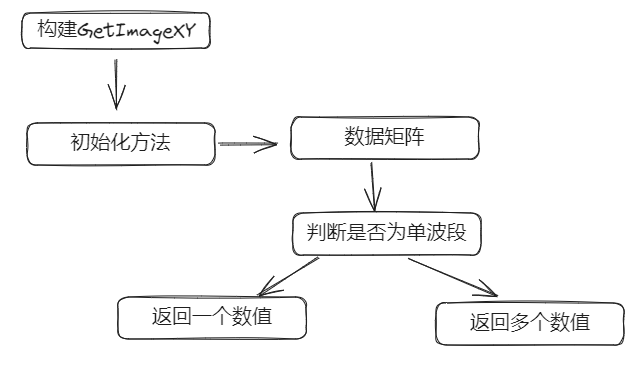 构建GetImageXY
初始化方法
数据矩阵
判断是否为单波段
返回一个数值
返回多个数值